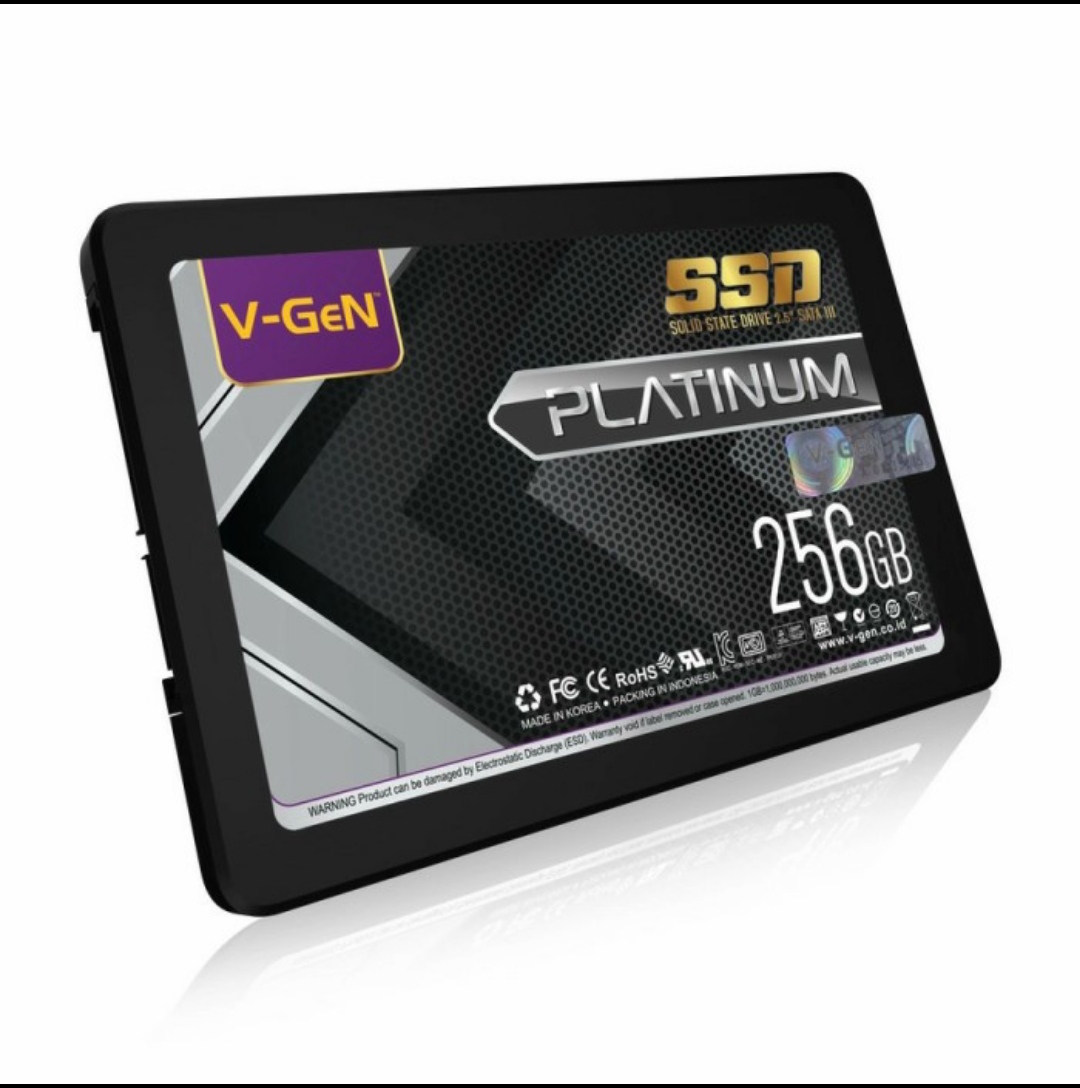 V-GeN™
SSD
SOLID STATE DRIVE 2.5" SATA III
PLATINUM
V-GEN
256GB
FC CE RoHS
MADE IN KOREA • PACKING IN INDONESIA
www.v-gen.co.id
WARNING Product can be damaged by Electrostatic Discharge (ESD). Warranty void if label removed or case opened. 1GB=1,000,000,000 bytes. Actual usable capacity may be less.